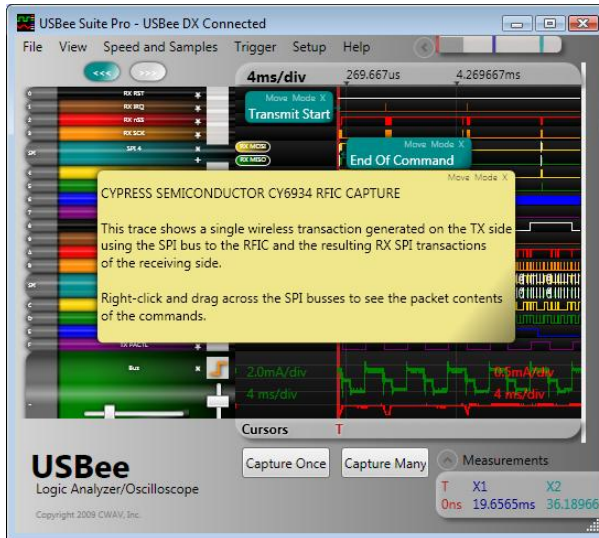 USBee Suite Pro - USBee DX Connected
File View Speed and Samples Trigger Setup Help
<<< >>>
4ms/div 269.667us 4.269667ms
RX RST
RX IRQ
RX nSS
RX SCK
SPI 4
RX MOSI
RX MISO
Move Mode X
Transmit Start
Move Mode X
End Of Command
Move Mode X
CYPRESS SEMICONDUCTOR CY6934 RFIC CAPTURE
This trace shows a single wireless transaction generated on the TX side
using the SPI bus to the RFIC and the resulting RX SPI transactions
of the receiving side.
Right-click and drag across the SPI busses to see the packet contents
of the commands.
TX PACTL
Bus
2.0mA/div 0.5mA/div
4 ms/div 4 ms/div
Cursors T
USBee
Logic Analyzer/Oscilloscope
Copyright 2009 CWAV, Inc.
Capture Once Capture Many
Measurements
T X1 X2
0ns 19.6565ms 36.18966